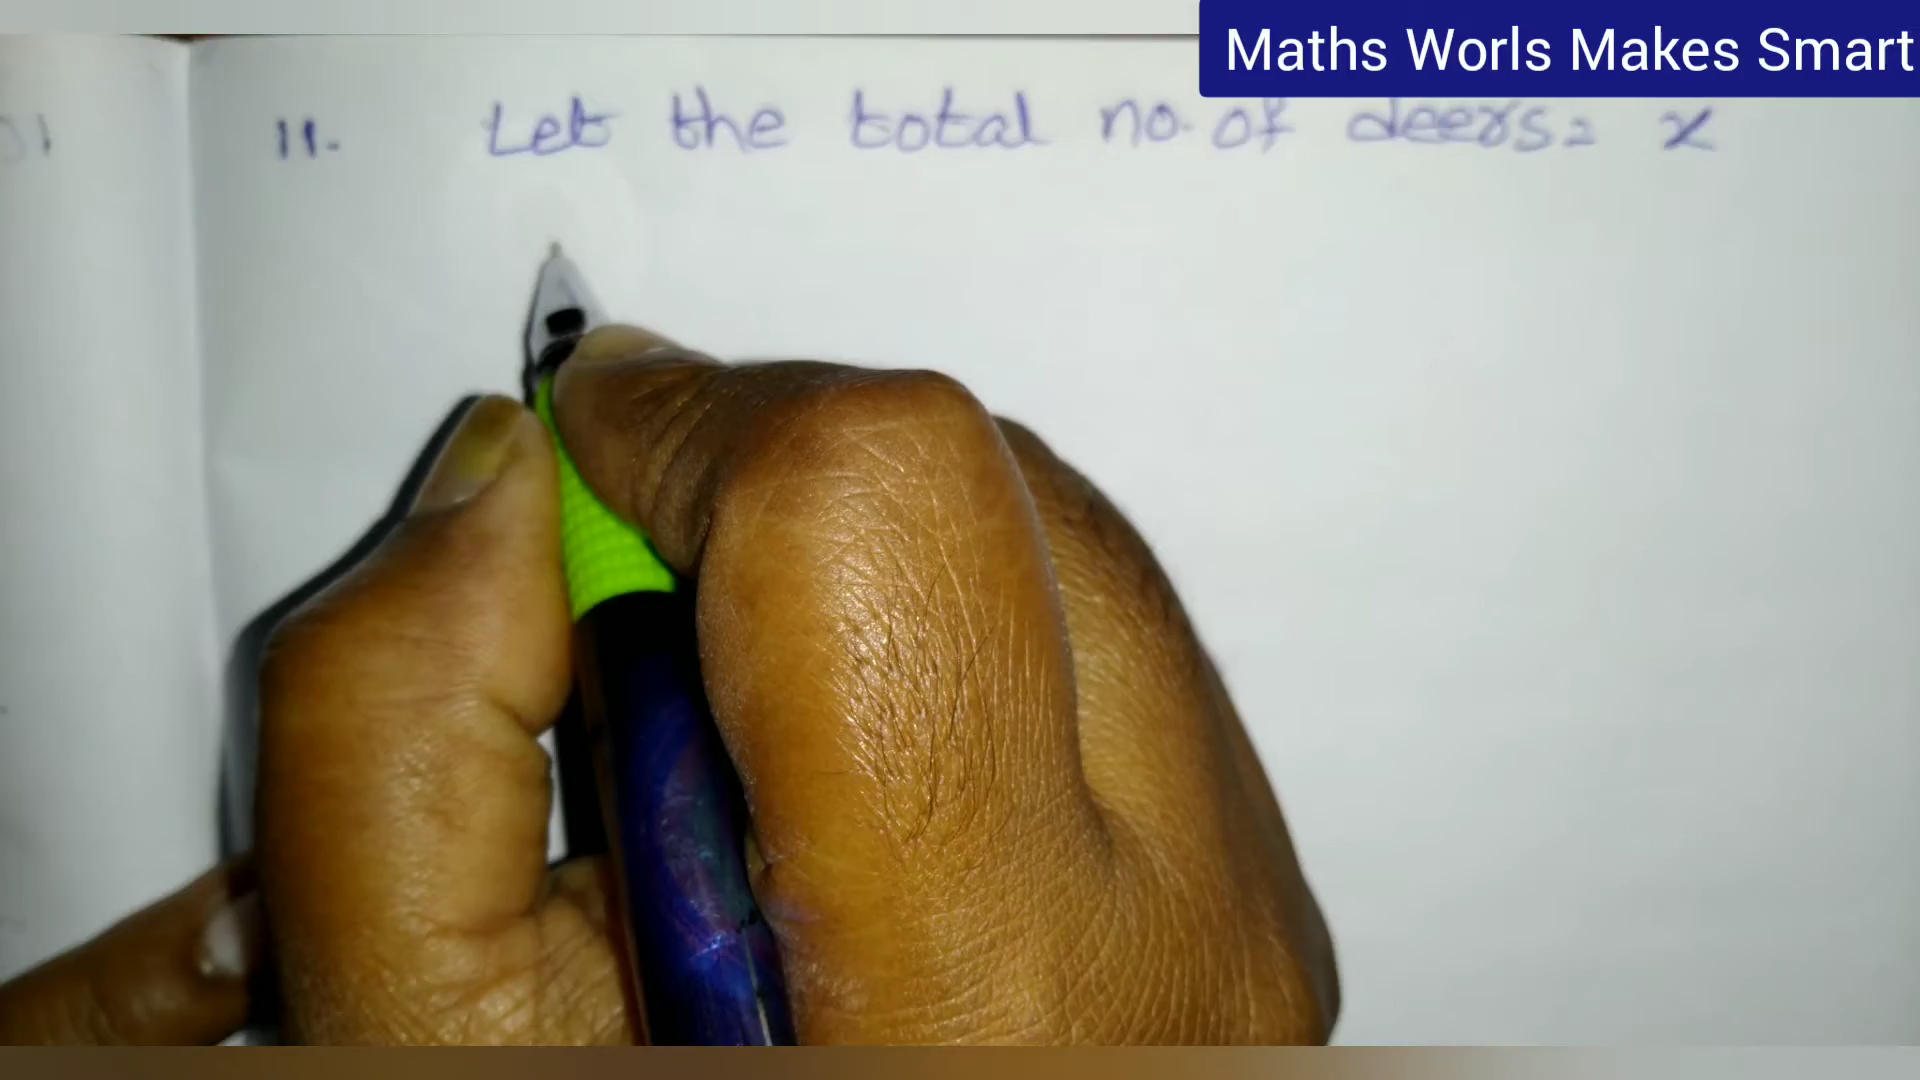 Maths Worls Makes Smart
11. Let the total no. of deers = x